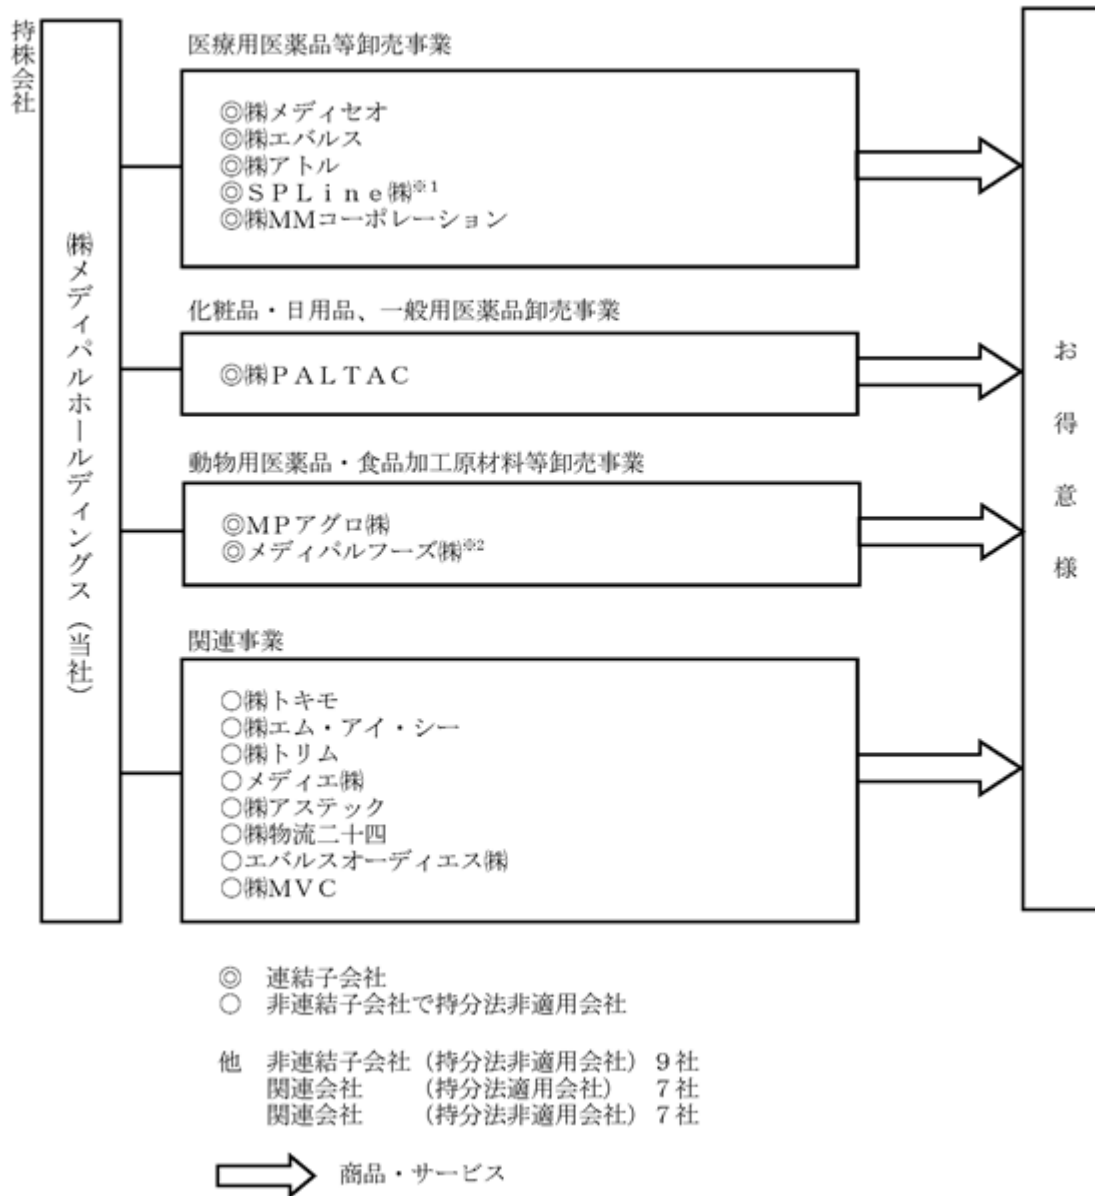 持株会社
㈱メディパルホールディングス（当社）
医療用医薬品等卸売事業
◎㈱メディセオ
◎㈱エバルス
◎㈱アトル
◎ＳＰＬｉｎｅ㈱※1
◎㈱MMコーポレーション
化粧品・日用品、一般用医薬品卸売事業
◎㈱ＰＡＬＴＡＣ
動物用医薬品・食品加工原材料等卸売事業
◎MPアグロ㈱
◎メディパルフーズ㈱※2
関連事業
○㈱トキモ
○㈱エム・アイ・シー
○㈱トリム
○メディエ㈱
○㈱アステック
○㈱物流二十四
○エバルスオーディエス㈱
○㈱MVC
お得意様
◎　連結子会社
○　非連結子会社で持分法非適用会社
他　非連結子会社（持分法非適用会社）９社
関連会社　　（持分法適用会社）　７社
関連会社　　（持分法非適用会社）７社
商品・サービス